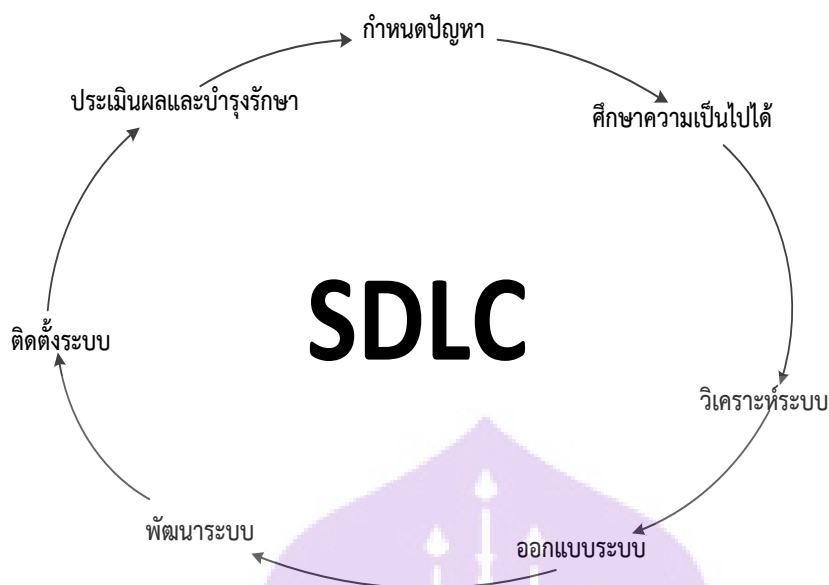 กำหนดปัญหา
ศึกษาความเป็นไปได้
วิเคราะห์ระบบ
ออกแบบระบบ
พัฒนาระบบ
ติดตั้งระบบ
ประเมินผลและบำรุงรักษา
SDLC